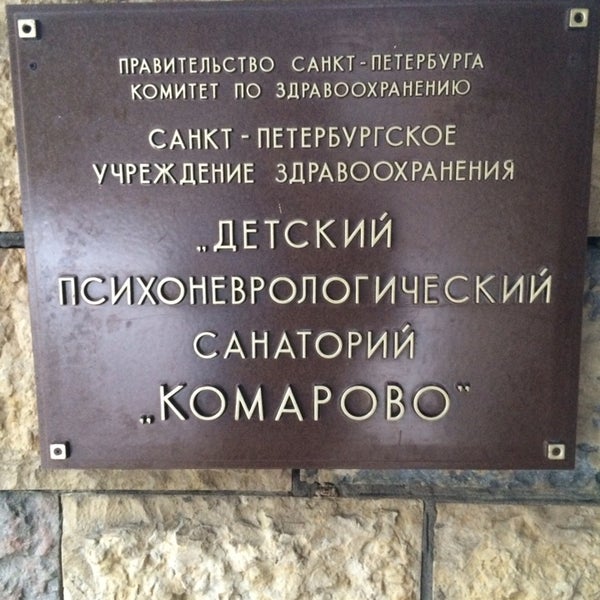 ПРАВИТЕЛЬСТВО САНКТ-ПЕТЕРБУРГА
КОМИТЕТ ПО ЗДРАВООХРАНЕНИЮ
САНКТ-ПЕТЕРБУРГСКОЕ
УЧРЕЖДЕНИЕ ЗДРАВООХРАНЕНИЯ
„ДЕТСКИЙ
ПСИХОНЕВРОЛОГИЧЕСКИЙ
САНАТОРИЙ
„КОМАРОВО"